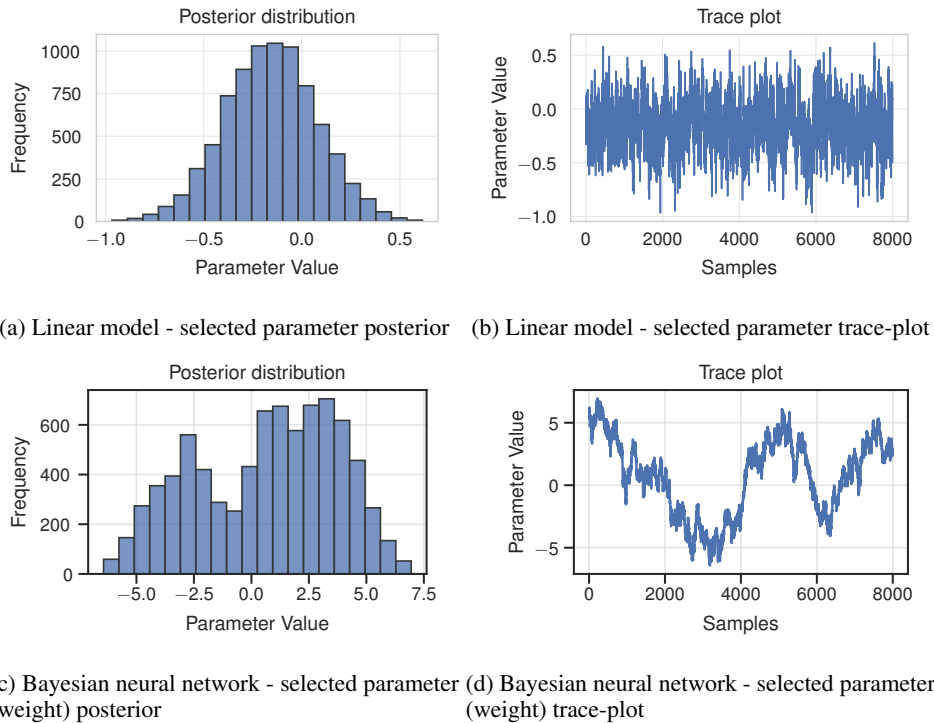 Posterior distribution
Trace plot
1000
750
500
250
0
Frequency
−1.0
−0.5
0.0
0.5
Parameter Value
0.5
0.0
−0.5
−1.0
Parameter Value
0
2000
4000
6000
8000
Samples
(a) Linear model - selected parameter posterior
(b) Linear model - selected parameter trace-plot
Posterior distribution
Trace plot
600
400
200
0
Frequency
−5.0
−2.5
0.0
2.5
5.0
7.5
Parameter Value
5
0
−5
Parameter Value
0
2000
4000
6000
8000
Samples
c) Bayesian neural network - selected parameter
weight) posterior
(d) Bayesian neural network - selected parameter
(weight) trace-plot